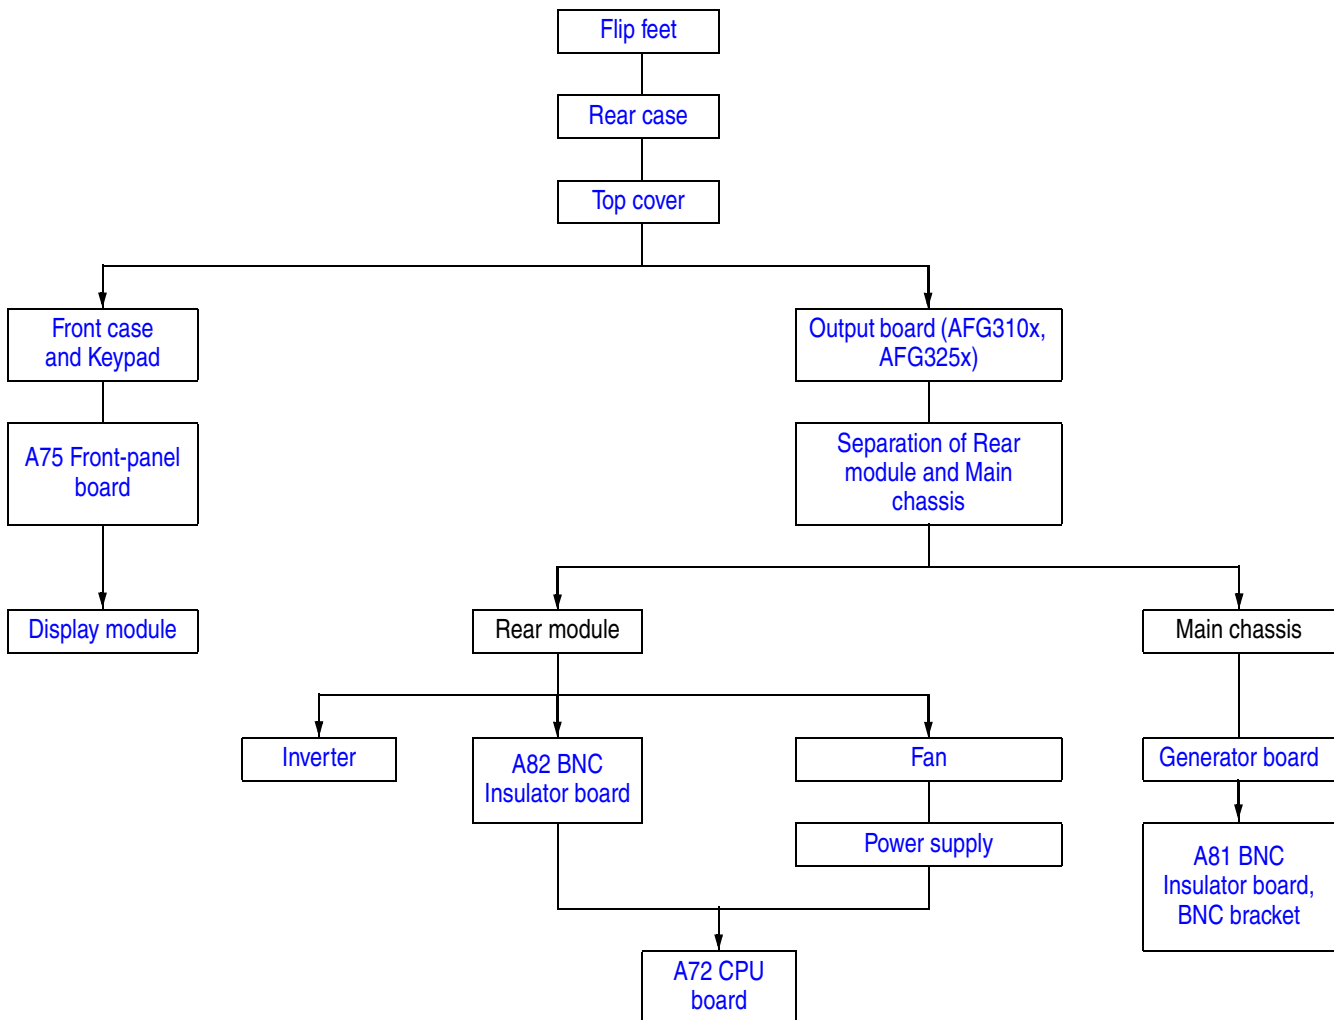 Flip feet
Rear case
Top cover
Front case
and Keypad
Output board (AFG310x,
AFG325x)
A75 Front-panel
board
Separation of Rear
module and Main
chassis
Display module
Rear module
Main chassis
Inverter
A82 BNC
Insulator board
Fan
Generator board
Power supply
A81 BNC
Insulator board,
BNC bracket
A72 CPU
board